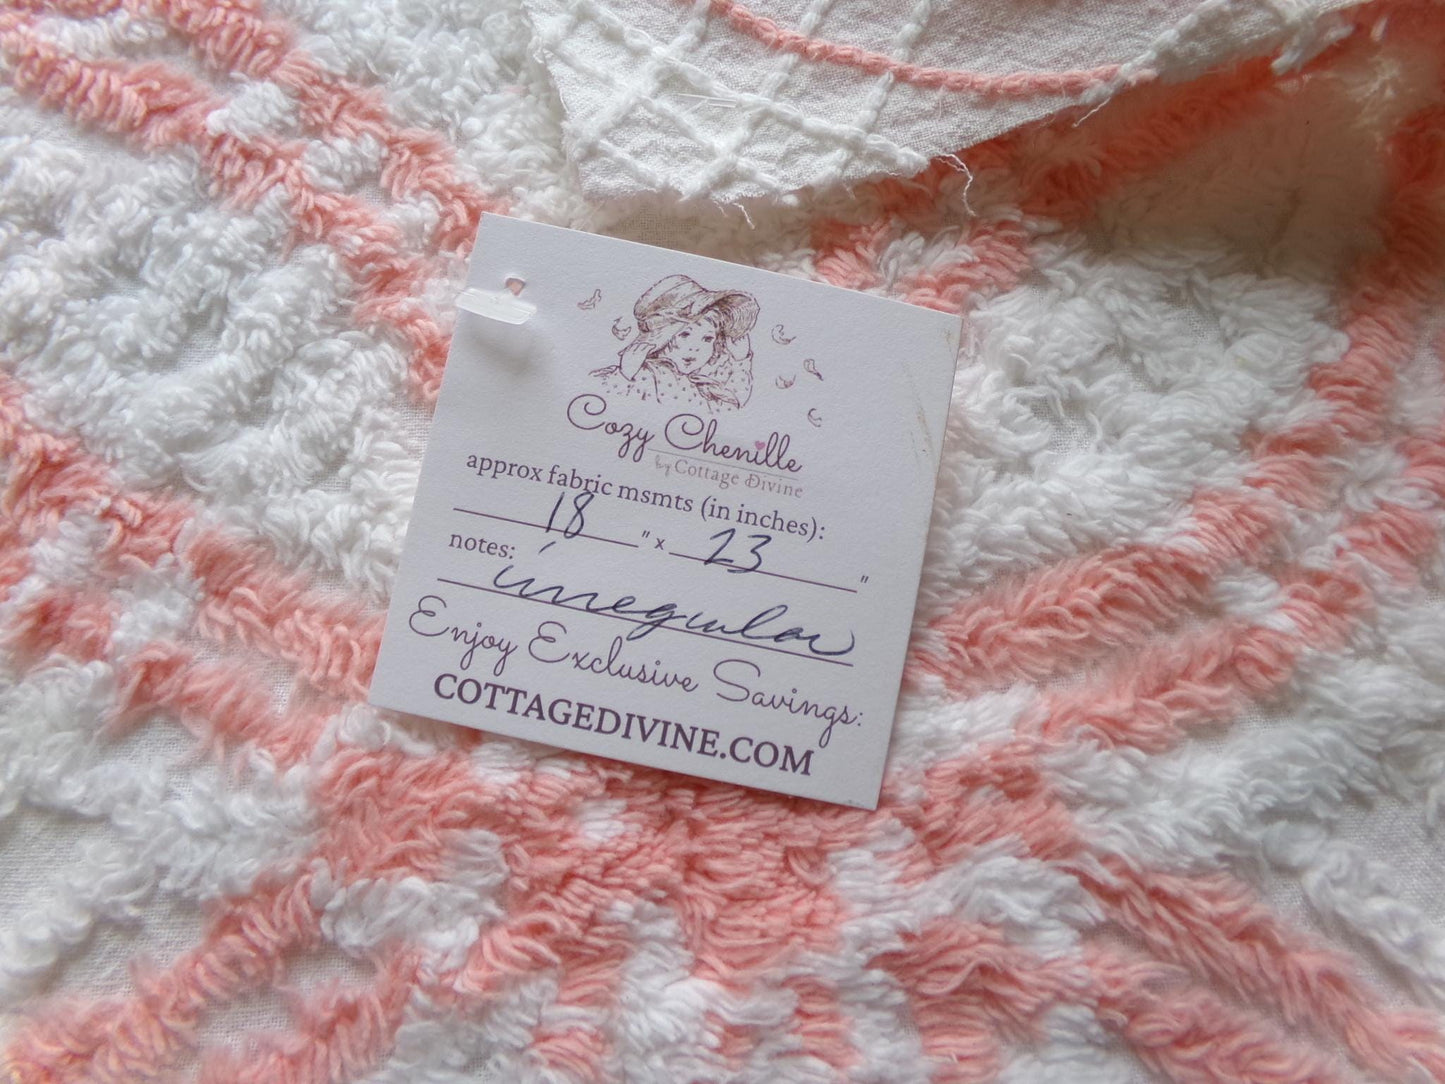 Cozy Chenille
by Cottage Divine
approx fabric msmts (in inches):
18 " x 23 "
notes:
irregular
Enjoy Exclusive Savings:
COTTAGEDIVINE.COM